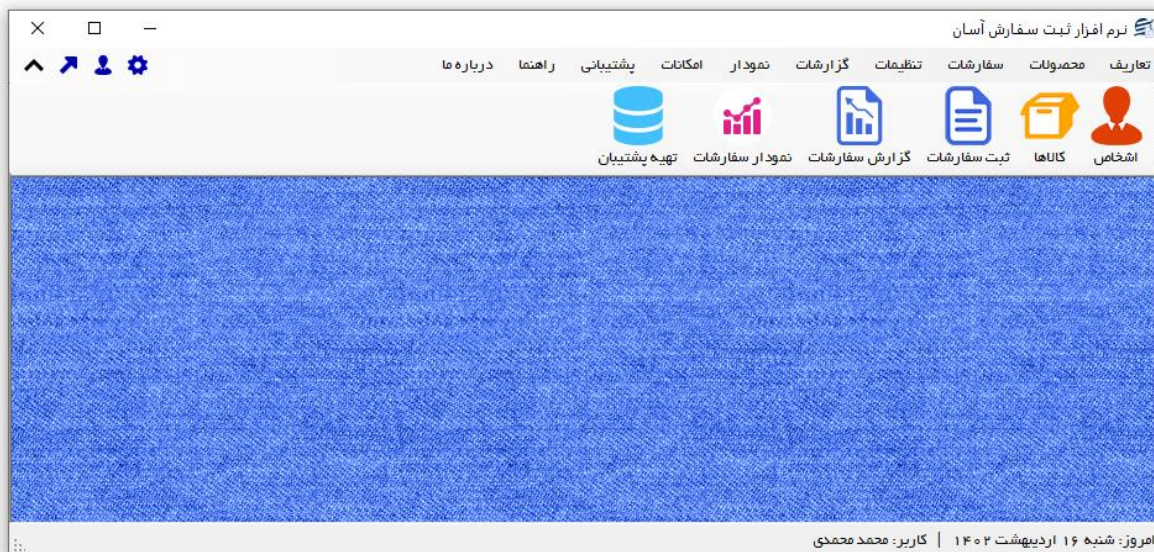 نرم افزار ثبت سفارش آسان
تعاریف محصولات سفارشات تنظیمات گزارشات نمودار امکانات پشتیبانی راهنما درباره ما
اشخاص کالاها ثبت سفارشات گزارش سفارشات نمودار سفارشات تهیه پشتیبان
امروز: شنبه ۱۶ اردیبهشت ۱۴۰۲ | کاربر: محمد محمدی